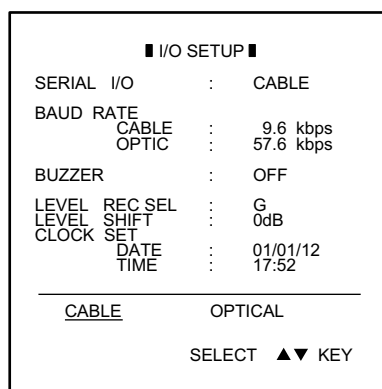 ▮ I/O SETUP ▮
SERIAL I/O : CABLE
BAUD RATE
CABLE : 9.6 kbps
OPTIC : 57.6 kbps
BUZZER : OFF
LEVEL REC SEL : G
LEVEL SHIFT : 0dB
CLOCK SET
DATE : 01/01/12
TIME : 17:52
CABLE OPTICAL
SELECT ▲▼ KEY